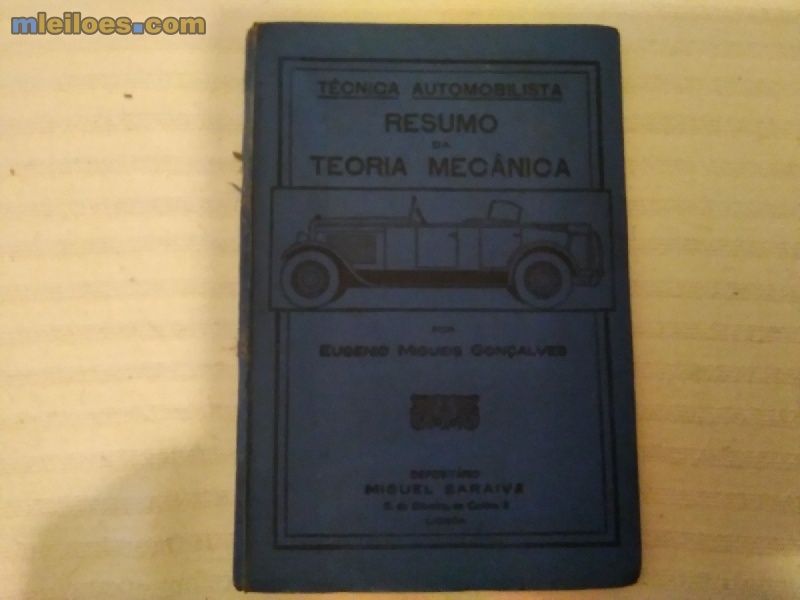 mleiloes.com
TÉCNICA AUTOMOBILISTA
RESUMO
DA
TEORIA MECÂNICA
POR
EUGENIO MIGUEIS GONÇALVES
DEPOSITÁRIO
MIGUEL SARAIVA
LISBOA